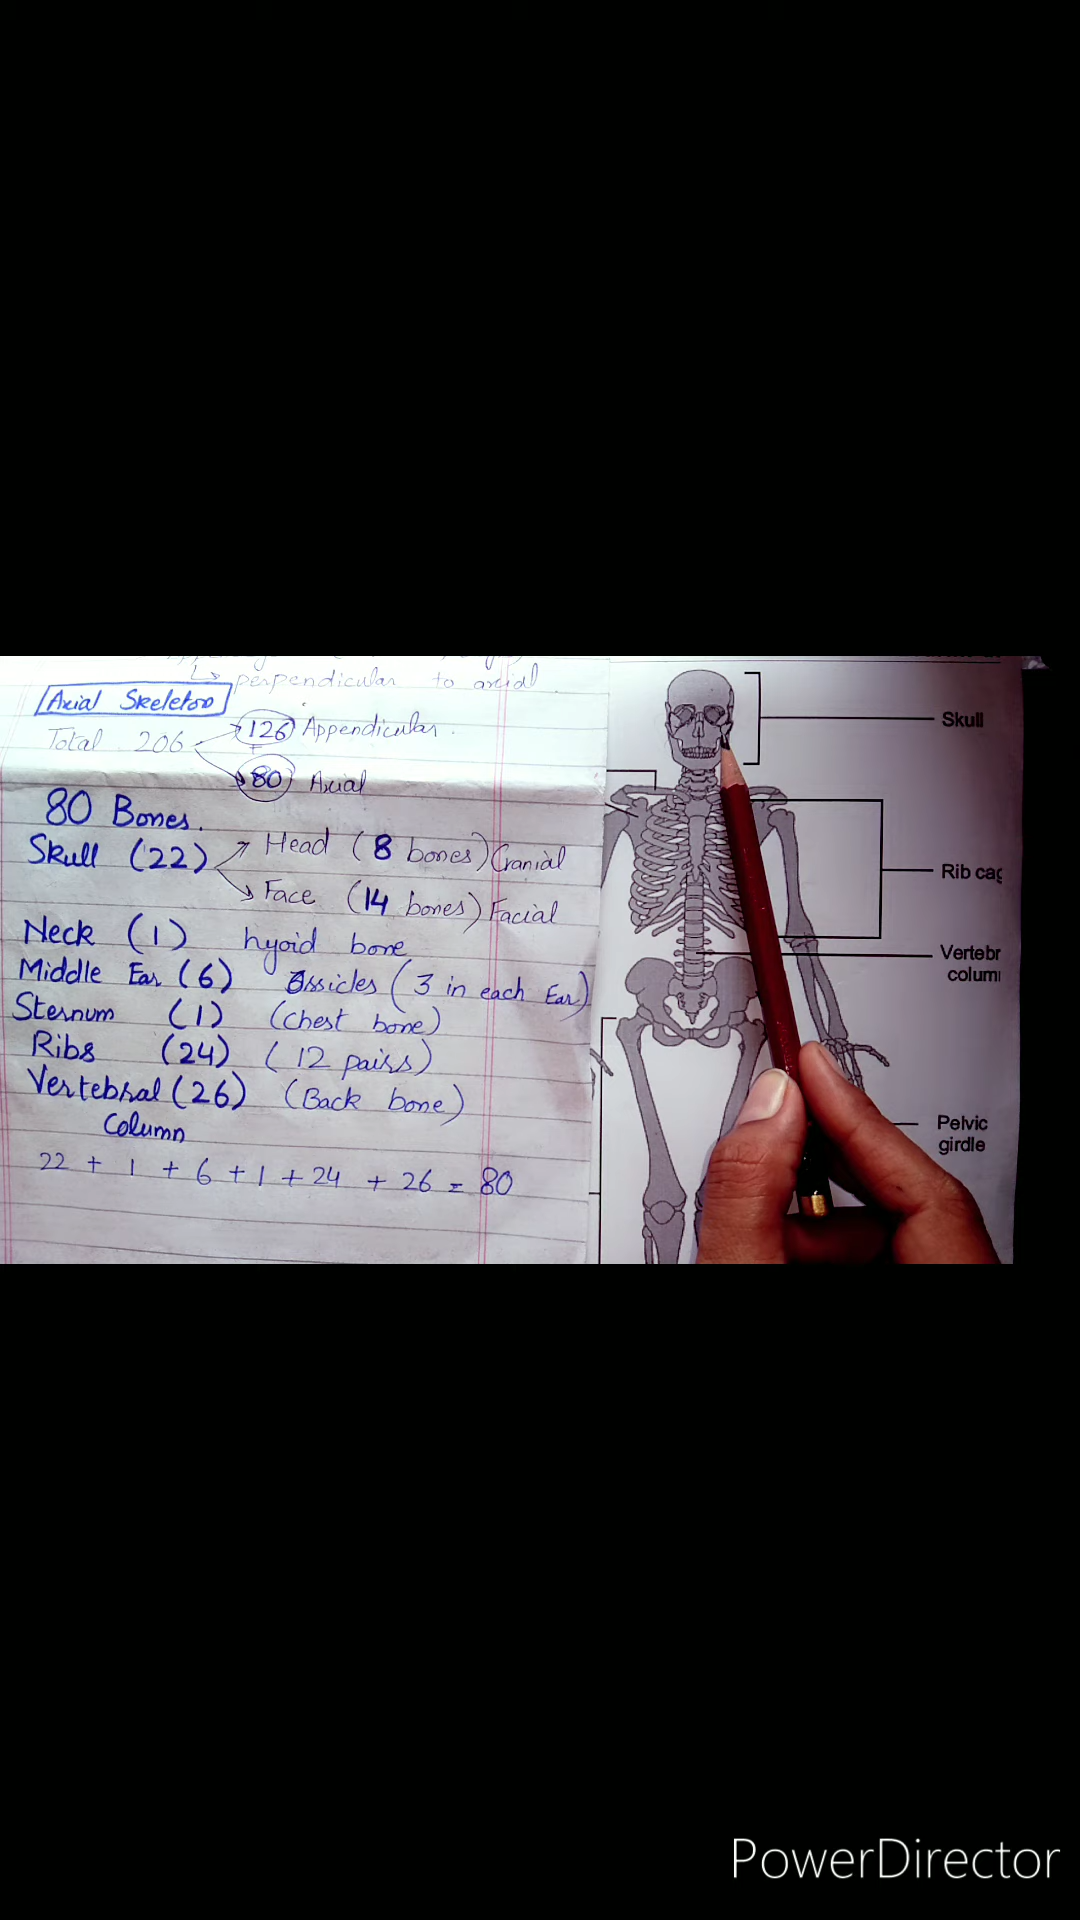 perpendicular to axial
Axial Skeleton
Total 206
126 Appendicular.
+
80 Axial
80 Bones.
Skull (22)
Head (8 bones) Cranial
Face (14 bones) Facial
Neck (1) hyoid bone
Middle Ear (6) Ossicles (3 in each Ear)
Sternum (1) (Chest bone)
Ribs (24) (12 pairs)
Vertebral (26) (Back bone)
Column
22 + 1 + 6 + 1 + 24 + 26 = 80
Skull
Rib cag
Vertebr
colum
Pelvic
girdle
PowerDirector